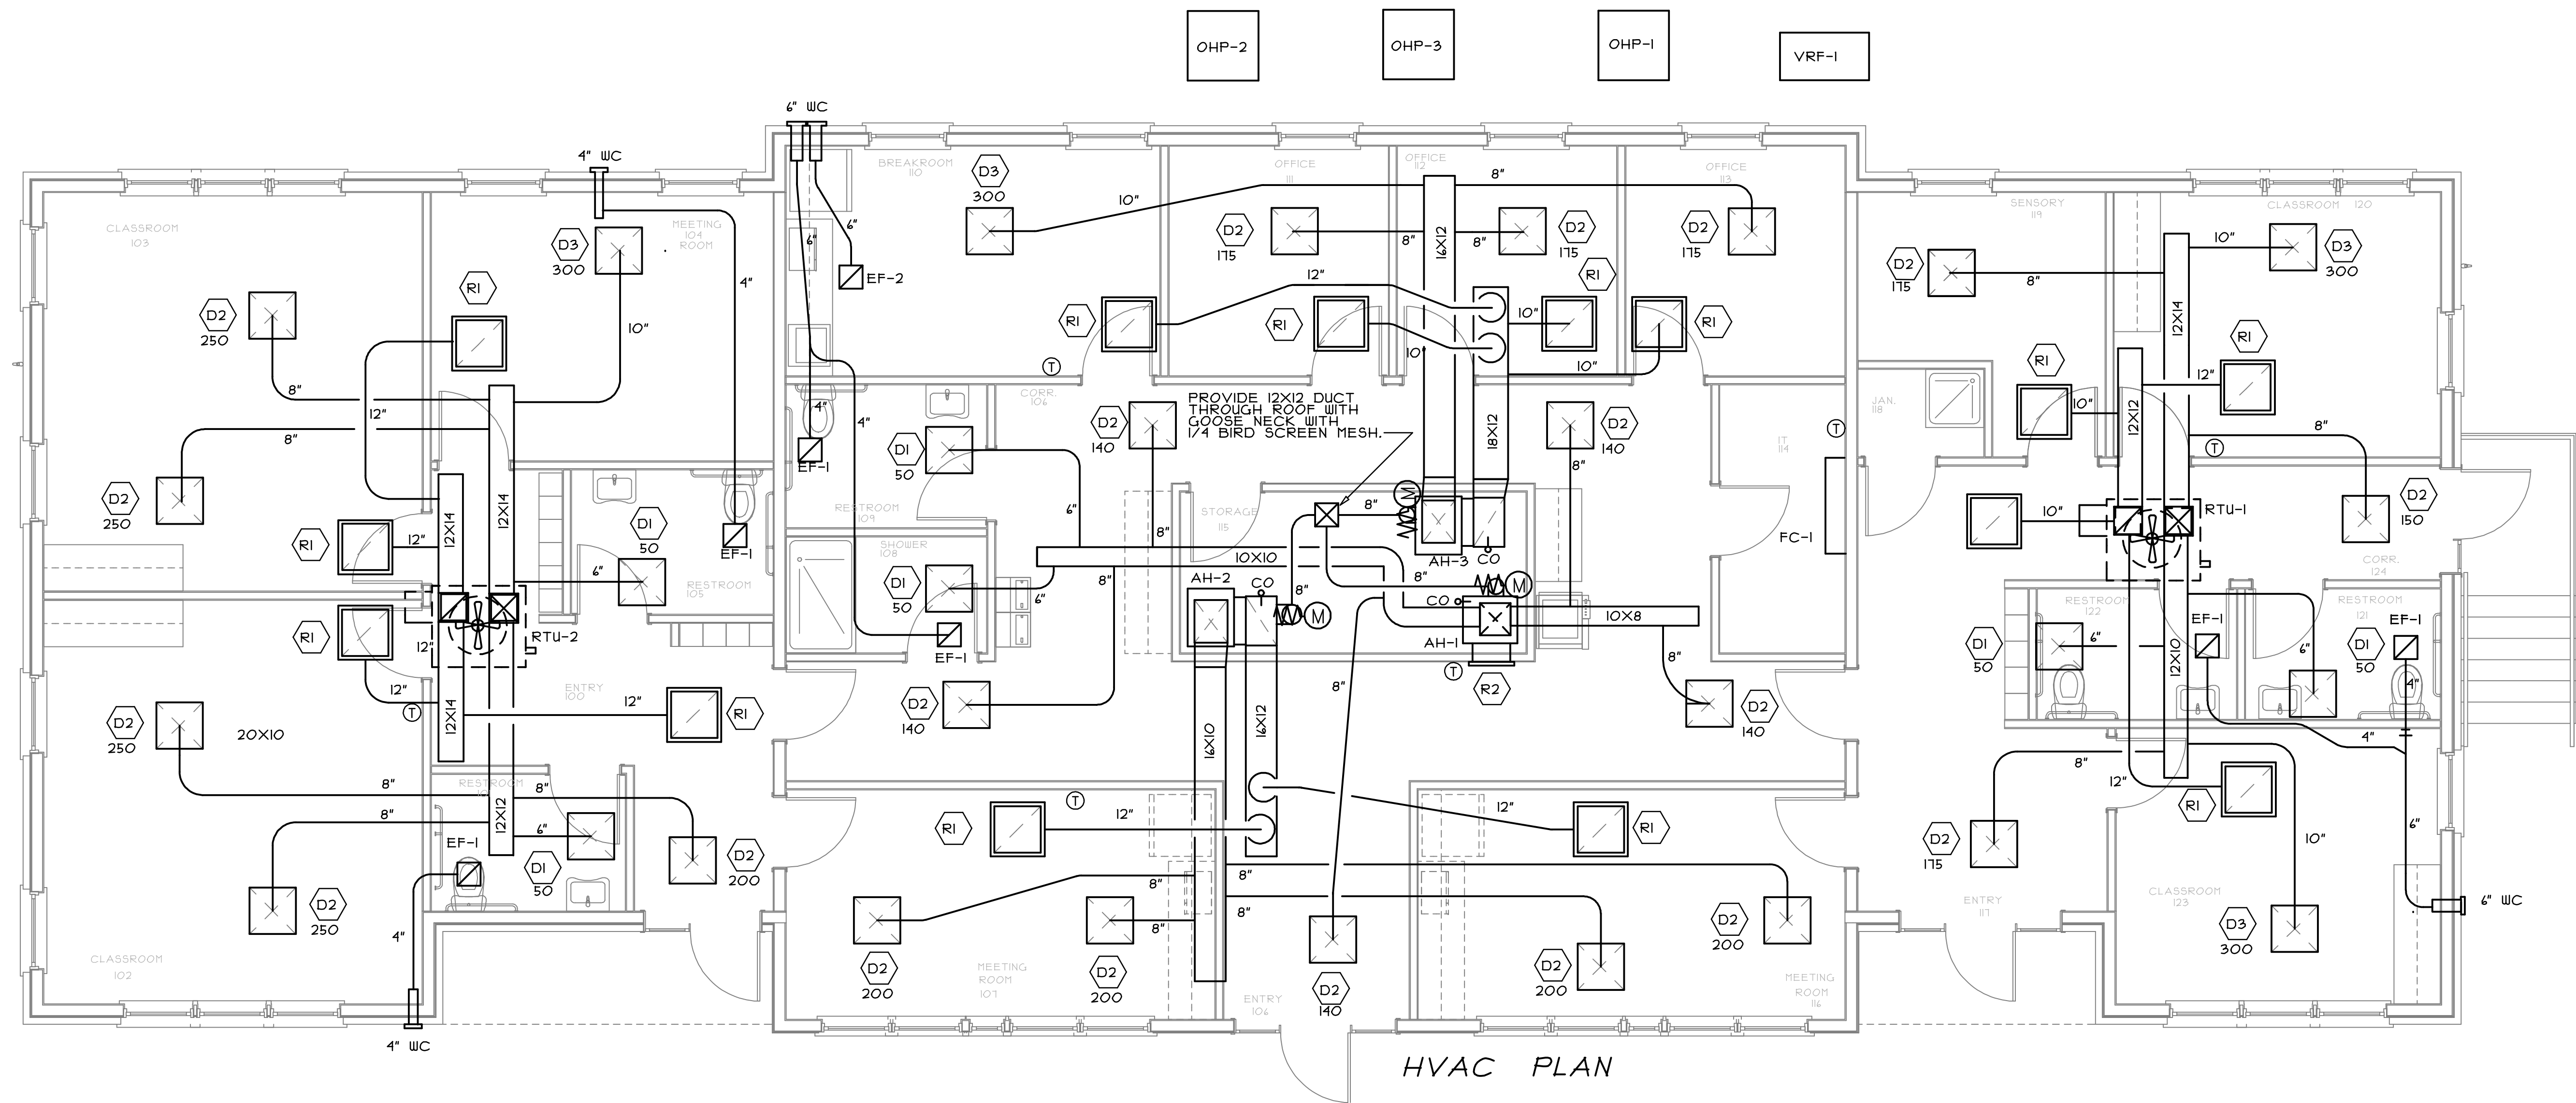 OHP-2
OHP-3
OHP-1
VRF-1
6" WC
4" WC
BREAKROOM
110
D3
300
OFFICE
111
OFFICE
112
OFFICE
113
8"
10"
6"
6"
EF-2
D2
175
8"
16X12
8"
D2
175
D2
175
12"
R1
R1
R1
R1
10"
10"
10"
CLASSROOM
103
MEETING
104
ROOM
D3
300
R1
4"
10"
D2
250
8"
12"
8"
D2
250
12X14
12X14
R1
12"
D1
50
EF-1
6"
RESTROOM
105
RTU-2
R1
12"
12"
T
12X14
ENTRY
100
12"
R1
D2
250
20X10
8"
8"
RESTROOM
12X12
8"
6"
EF-1
D1
50
D2
200
D2
250
4"
CLASSROOM
102
4" WC
T
CORR.
106
4"
EF-1
4"
D1
50
RESTROOM
109
SHOWER
108
D1
50
EF-1
6"
6"
D2
140
8"
8"
PROVIDE 12X12 DUCT
THROUGH ROOF WITH
GOOSE NECK WITH
1/4 BIRD SCREEN MESH.
18X12
D2
140
8"
STORAGE
115
8"
M
10X10
AH-3
CO
AH-2
CO
8"
8"
M
M
CO
AH-1
10X8
T
R2
8"
8"
D2
140
D2
140
IT
114
T
FC-1
16X10
16X12
T
R1
12"
12"
R1
8"
8"
8"
8"
D2
200
D2
200
MEETING
ROOM
107
D2
140
ENTRY
106
D2
200
D2
200
MEETING
ROOM
116
SENSORY
119
CLASSROOM 120
D2
175
8"
10"
D3
300
12X14
R1
R1
12"
10"
12X12
JAN.
118
8"
T
10"
RTU-1
D2
150
CORR.
124
RESTROOM
122
RESTROOM
121
D1
50
6"
EF-1
6"
EF-1
D1
50
4"
12X10
4"
8"
12"
R1
D2
175
10"
6"
CLASSROOM
123
D3
300
ENTRY
117
6" WC
HVAC PLAN